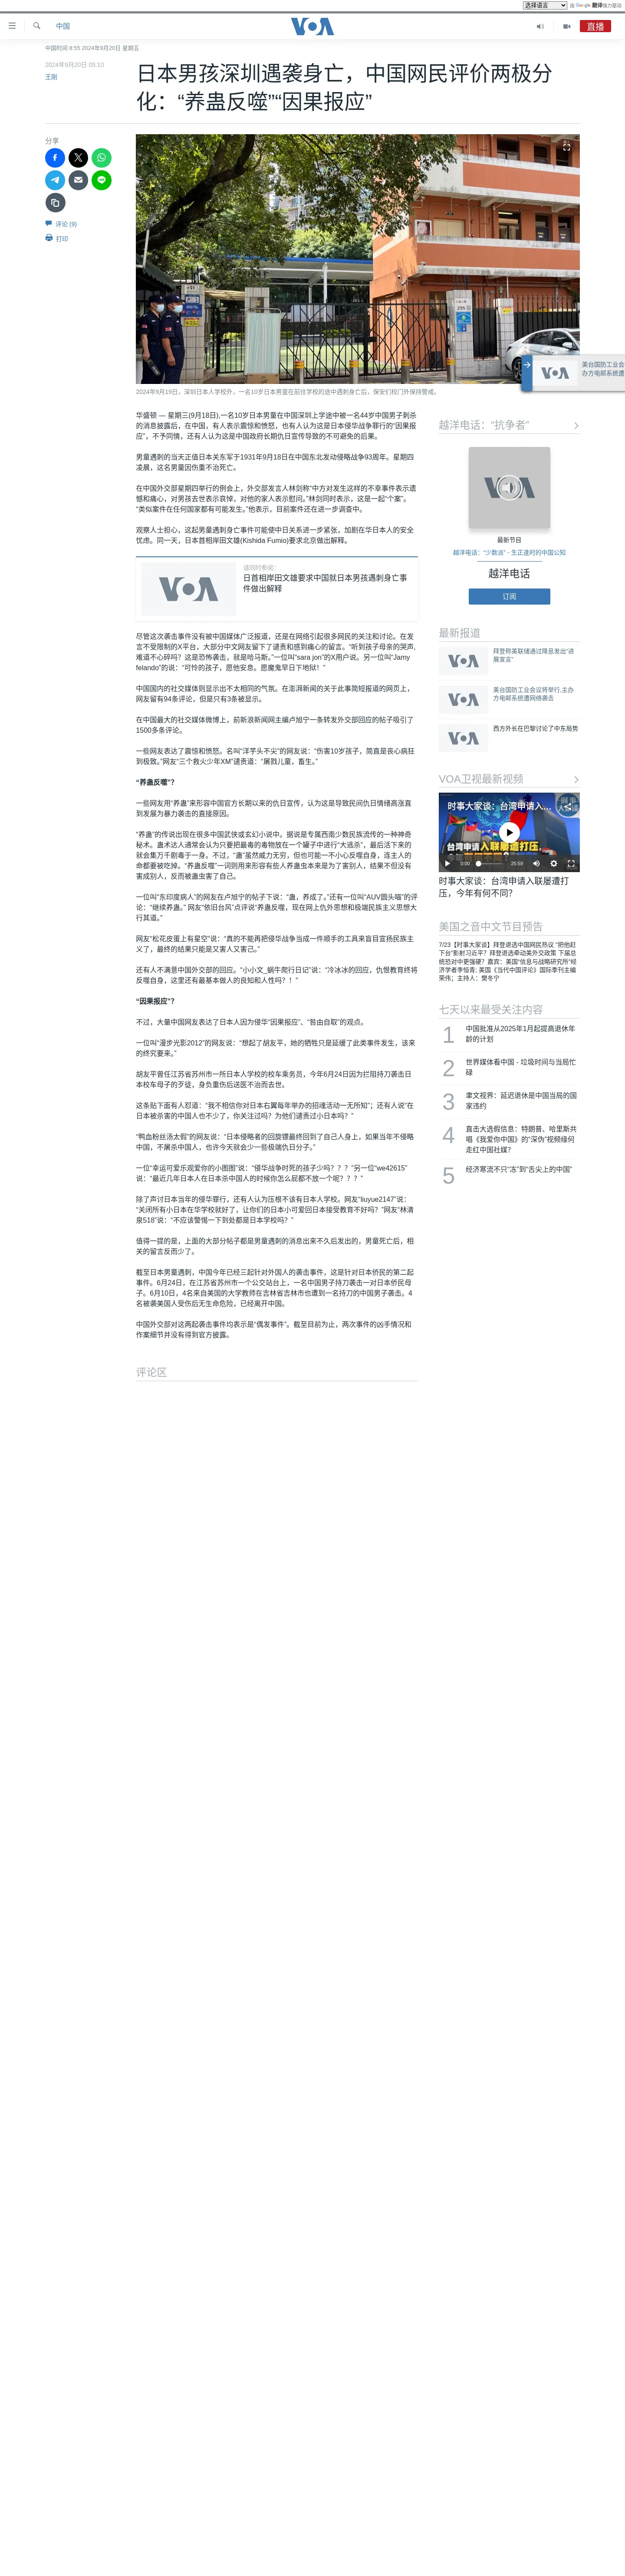 选择语言 由 Google 翻译强力驱动
中国
VOA
直播
中国时间 8:55 2024年9月20日 星期五
2024年9月20日 05:10
王刚
日本男孩深圳遇袭身亡，中国网民评价两极分
化：“养蛊反噬”“因果报应”
分享
评论 (9)
打印
2024年9月19日，深圳日本人学校外，一名10岁日本男童在前往学校的途中遇刺身亡后，保安们校门外保持警戒。
华盛顿 — 星期三(9月18日),一名10岁日本男童在中国深圳上学途中被一名44岁中国男子刺杀
的消息披露后，在中国，有人表示震惊和愤怒，也有人认为这是日本侵华战争罪行的“因果报
应”，不予同情，还有人认为这是中国政府长期仇日宣传导致的不可避免的后果。
男童遇刺的当天正值日本关东军于1931年9月18日在中国东北发动侵略战争93周年。星期四
凌晨，这名男童因伤重不治死亡。
在中国外交部星期四举行的例会上，外交部发言人林剑称“中方对发生这样的不幸事件表示遗
憾和痛心，对男孩去世表示哀悼，对他的家人表示慰问。”林剑同时表示，这是一起“个案”。
“类似案件在任何国家都有可能发生。”他表示，目前案件还在进一步调查中。
观察人士担心，这起男童遇刺身亡事件可能使中日关系进一步紧张，加剧在华日本人的安全
忧虑。同一天，日本首相岸田文雄(Kishida Fumio)要求北京做出解释。
VOA
请同时参阅：
日首相岸田文雄要求中国就日本男孩遇刺身亡事
件做出解释
尽管这次袭击事件没有被中国媒体广泛报道，还是在网络引起很多网民的关注和讨论。在发
言不受限制的X平台，大部分中文网友留下了谴责和感到痛心的留言。“听到孩子母亲的哭声,
难道不心碎吗？这是恐怖袭击，就是哈马斯。”一位叫“sara jon”的X用户说。另一位叫“Jamy
felando”的说：“可怜的孩子，愿他安息。愿魔鬼早日下地狱！”
中国国内的社交媒体则显示出不太相同的气氛。在澎湃新闻的关于此事简短报道的网页上，
网友留有94条评论，但是只有3条被显示。
在中国最大的社交媒体微博上，前新浪新闻网主编卢旭宁一条转发外交部回应的帖子吸引了
1500多条评论。
一些网友表达了震惊和愤怒。名叫“洋芋头不尖”的网友说：“伤害10岁孩子，简直是丧心病狂
到极致。”网友“三个救火少年XM”谴责道：“屠戮儿童，畜生。”
“养蛊反噬”?
一些网友用“养蛊”来形容中国官方长期以来的仇日宣传，认为这是导致民间仇日情绪高涨直
到发展为暴力袭击的直接原因。
“养蛊”的传说出现在很多中国武侠或玄幻小说中。据说是专属西南少数民族流传的一种神奇
秘术。蛊术达人通常会认为只要把最毒的毒物放在一个罐子中进行“大逃杀”，最后活下来的
就会集万千剧毒于一身。不过，“蛊”虽然威力无穷，但也可能一不小心反噬自身，连主人的
命都要被吃掉。“养蛊反噬”一词则用来形容有些人养蛊虫本来是为了害别人，结果不但没有
害成别人，反而被蛊虫害了自己。
一位叫“东印度病人”的网友在卢旭宁的帖子下说：“蛊，养成了。”还有一位叫“AUV圆头喵”的评
论：“继续养蛊。” 网友“依旧台风”点评说“养蛊反噬，现在网上仇外思想和极端民族主义思想大
行其道。”
网友“松花皮蛋上有星空”说：“真的不能再把侵华战争当成一件顺手的工具来盲目宣扬民族主
义了，最终的结果只能是又害人又害己。”
还有人不满意中国外交部的回应。“小小文_蜗牛爬行日记”说：“冷冰冰的回应，仇恨教育终将
反噬自身，这里还有最基本做人的良知和人性吗？！”
“因果报应”?
不过，大量中国网友表达了日本人因为侵华“因果报应”、“咎由自取”的观点。
一位叫“漫步光影2012”的网友说：“想起了胡友平，她的牺牲只是延缓了此类事件发生，该来
的终究要来。”
胡友平曾任江苏省苏州市一所日本人学校的校车乘务员，今年6月24日因为拦阻持刀袭击日
本校车母子的歹徒，身负重伤后送医不治而去世。
这条贴下面有人怼道：“我不相信你对日本右翼每年举办的招魂活动一无所知”；还有人说“在
日本被杀害的中国人也不少了，你关注过吗？为他们谴责过小日本吗？”
“鸭血粉丝汤太假”的网友说：“日本侵略者的回旋镖最终回到了自己人身上，如果当年不侵略
中国，不屠杀中国人，也许今天就会少一些极端仇日分子。”
一位“幸运可爱乐观爱你的小图图”说：“侵华战争时死的孩子少吗？？？”另一位“we42615”
说：“最近几年日本人在日本杀中国人的时候你怎么屁都不放一个呢？？？”
除了声讨日本当年的侵华罪行，还有人认为压根不该有日本人学校。网友“liuyue2147”说：
“关闭所有小日本在华学校就好了，让你们的日本小可爱回日本接受教育不好吗？”网友“林清
泉518”说：“不应该警惕一下到处都是日本学校吗？”
值得一提的是，上面的大部分帖子都是男童遇刺的消息出来不久后发出的，男童死亡后，相
关的留言反而少了。
截至日本男童遇刺，中国今年已经三起针对外国人的袭击事件，这是针对日本侨民的第二起
事件。6月24日，在江苏省苏州市一个公交站台上，一名中国男子持刀袭击一对日本侨民母
子。6月10日，4名来自美国的大学教师在吉林省吉林市也遭到一名持刀的中国男子袭击。4
名被袭美国人受伤后无生命危险，已经离开中国。
中国外交部对这两起袭击事件均表示是“偶发事件”。截至目前为止，两次事件的凶手情况和
作案细节并没有得到官方披露。
评论区
VOA
美台国防工业会
办方电邮系统遭
越洋电话：“抗争者”
VOA
最新节目
越洋电话：“少数派” - 生正逢时的中国公知
越洋电话
订阅
最新报道
VOA
拜登称美联储通过降息发出“进
展宣言”
VOA
美台国防工业会议将举行,主办
方电邮系统遭网络袭击
VOA
西方外长在巴黎讨论了中东局势
VOA卫视最新视频
时事大家谈：台湾申请入...
台湾申请入联屡遭打压
0:00 25:59
时事大家谈：台湾申请入联屡遭打
压，今年有何不同？
美国之音中文节目预告
7/23【时事大家谈】拜登退选中国网民热议 “把他赶
下台”影射习近平？拜登退选牵动美外交政策 下届总
统恐对中更强硬？嘉宾：美国“信息与战略研究所”经
济学者李恒青; 美国《当代中国评论》国际季刊主编
荣伟；主持人：樊冬宁
七天以来最受关注内容
1 中国批准从2025年1月起提高退休年
龄的计划
2 世界媒体看中国 - 垃圾时间与当局忙
碌
3 聿文视界：延迟退休是中国当局的国
家违约
4 直击大选假信息：特朗普、哈里斯共
唱《我爱你中国》的“深伪”视频缘何
走红中国社媒？
5 经济寒流不只“冻”到“舌尖上的中国”